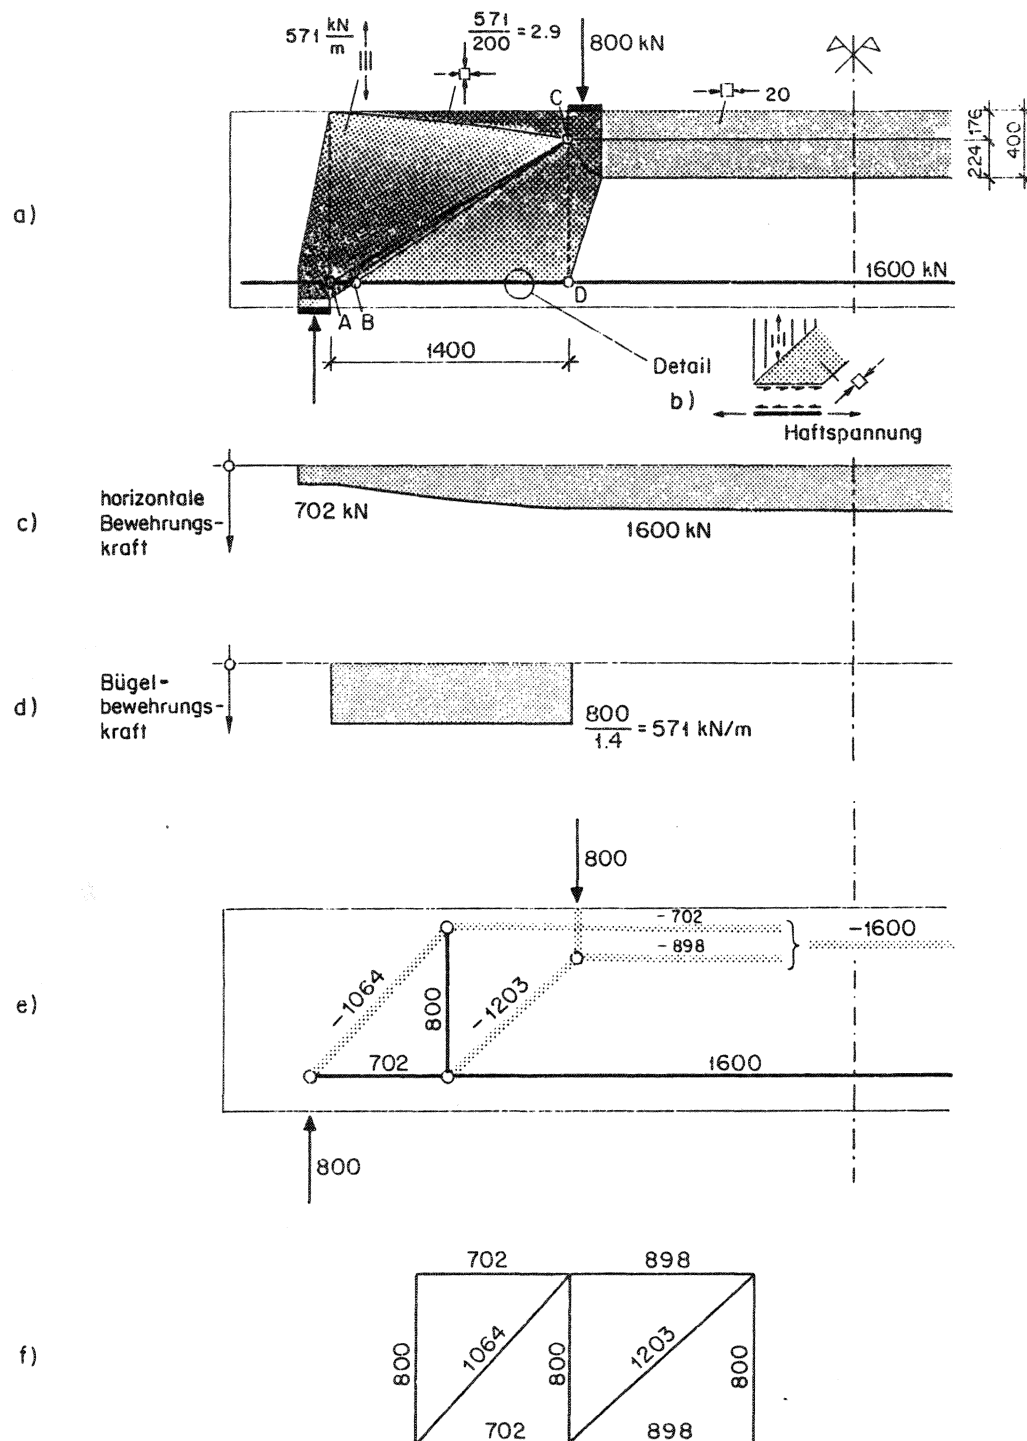 a)
571 kN/m
571/200 = 2.9
800 kN
C
20
176
224
400
1600 kN
A
B
D
1400
Detail
b)
Haftspannung
c)
horizontale
Bewehrungs-
kraft
702 kN
1600 kN
d)
Bügel-
bewehrungs-
kraft
800/1.4 = 571 kN/m
e)
800
-702
-898
-1600
-1064
800
-1203
702
1600
800
f)
702
898
800
1064
800
1203
800
702
898